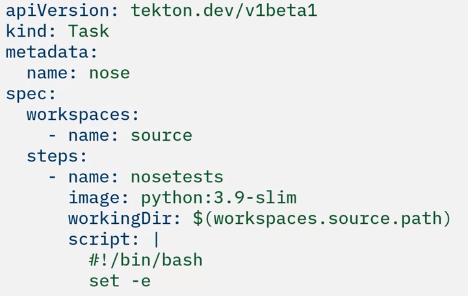 apiVersion: tekton.dev/v1beta1
kind: Task
metadata:
  name: nose
spec:
  workspaces:
    - name: source
  steps:
    - name: nosetests
      image: python:3.9-slim
      workingDir: $(workspaces.source.path)
      script: |
        #!/bin/bash
        set -e